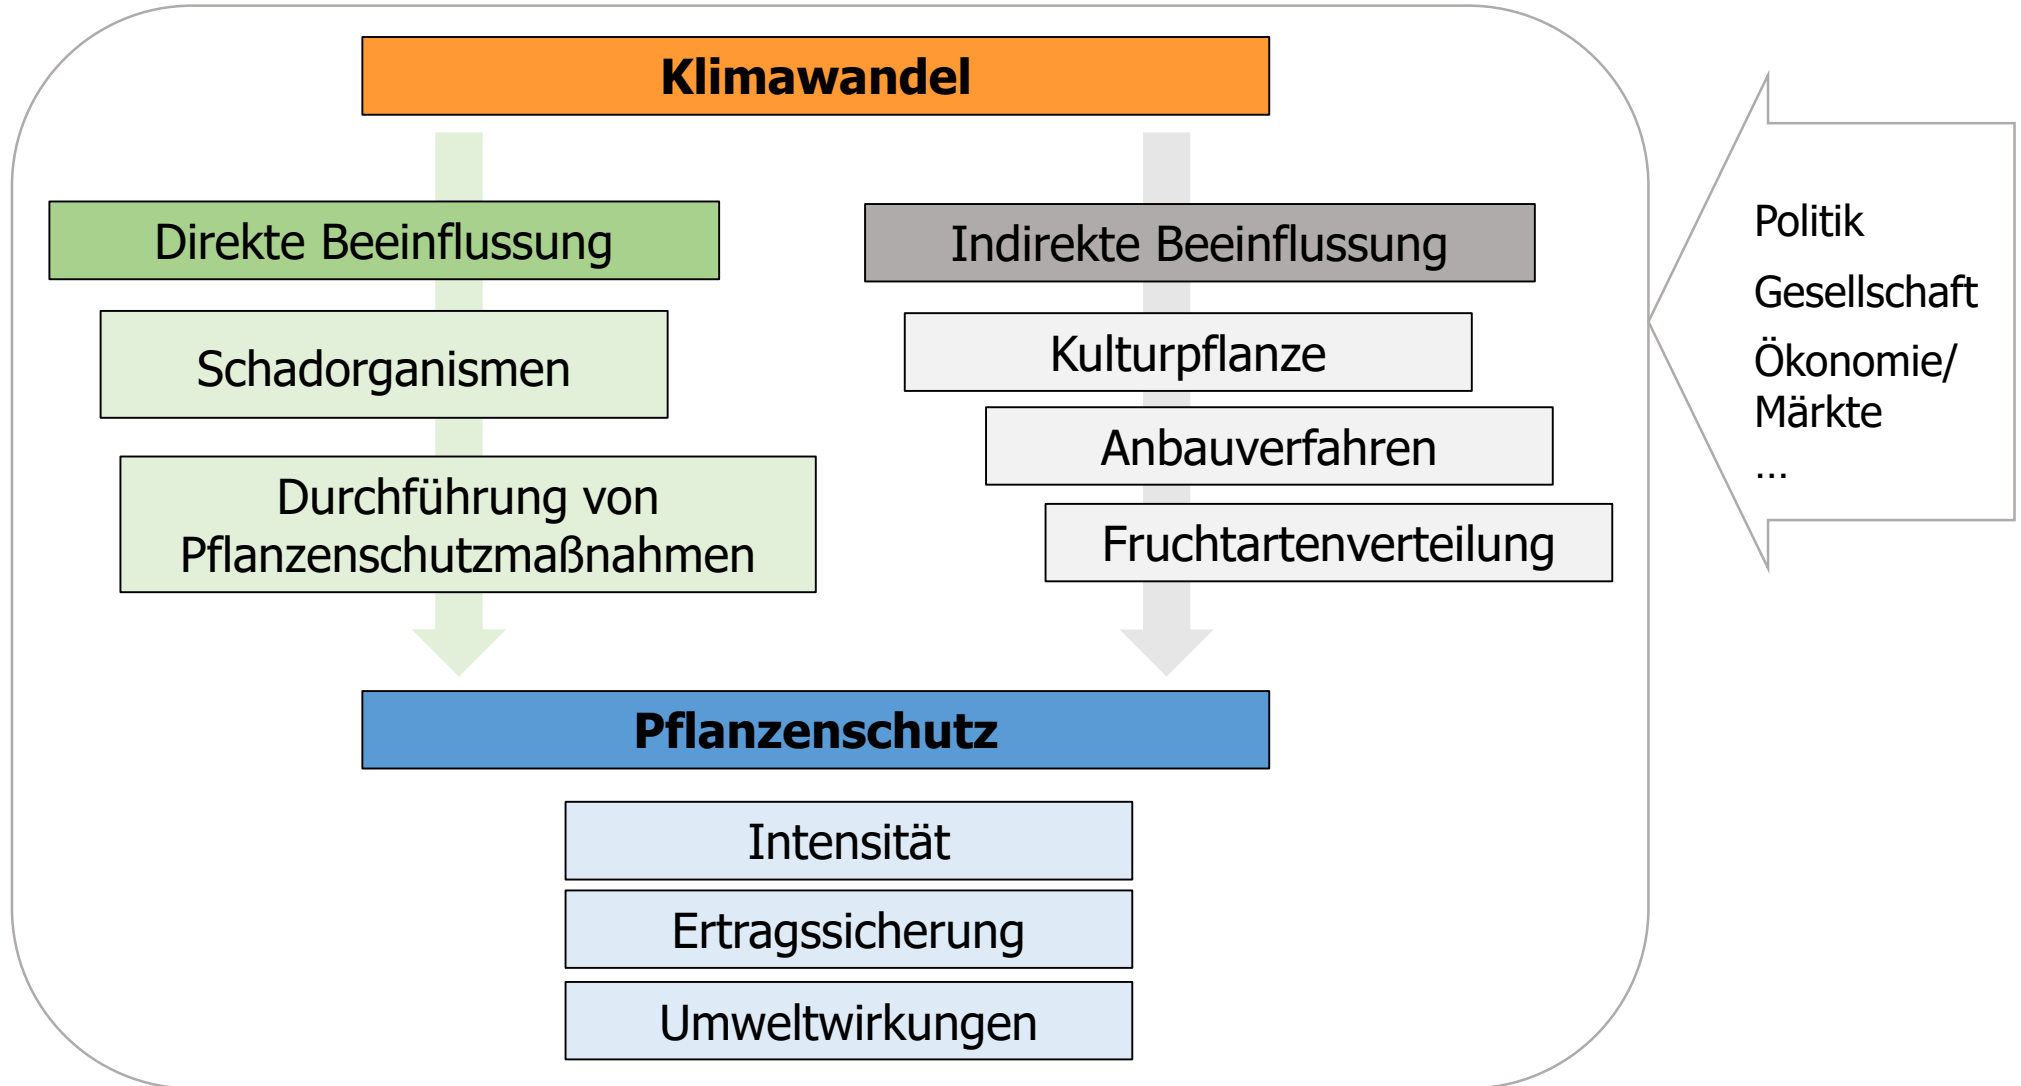 Klimawandel
Direkte Beeinflussung
Schadorganismen
Durchführung von
Pflanzenschutzmaßnahmen
Indirekte Beeinflussung
Kulturpflanze
Anbauverfahren
Fruchtartenverteilung
Pflanzenschutz
Intensität
Ertragssicherung
Umweltwirkungen
Politik
Gesellschaft
Ökonomie/
Märkte
...